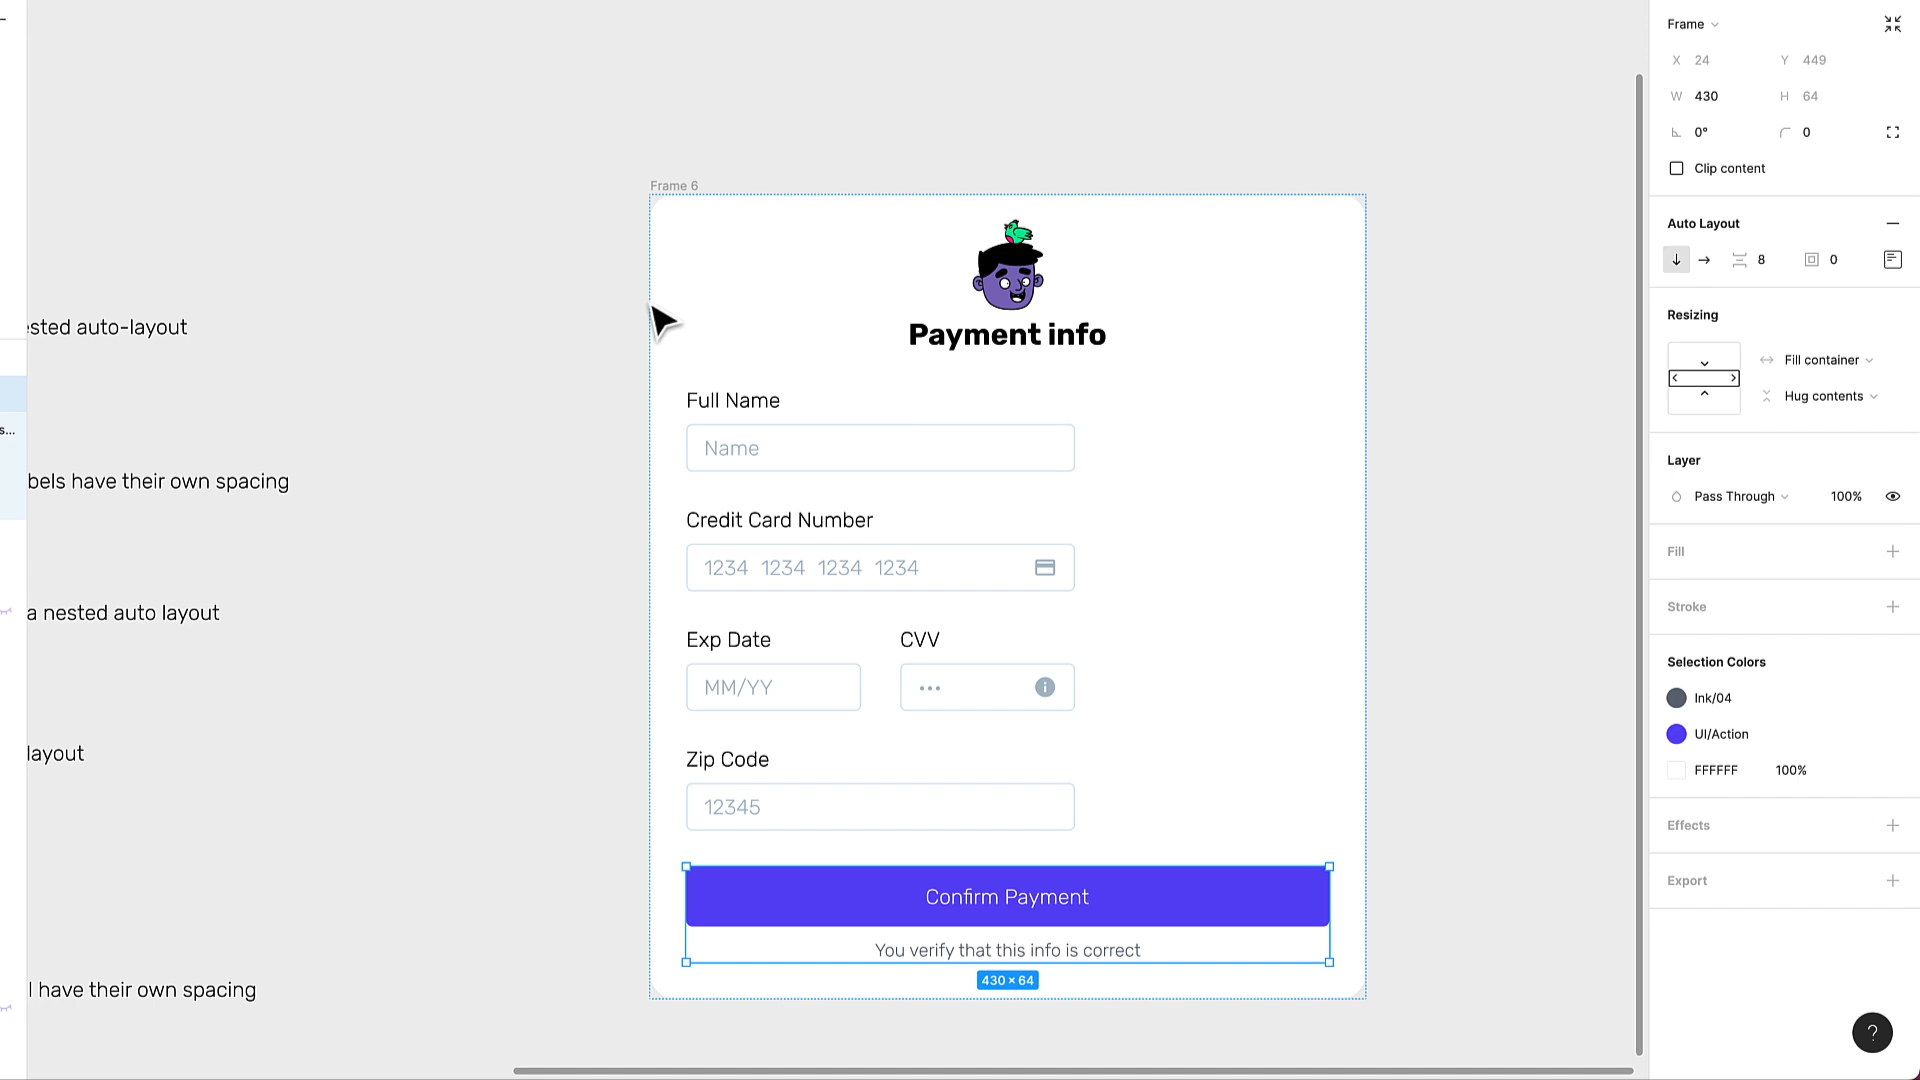 Frame
X 24 Y 449
W 430 H 64
0° 0
Clip content
Auto Layout
8 0
Resizing
Fill container
Hug contents
Layer
Pass Through 100%
Fill
Stroke
Selection Colors
Ink/04
UI/Action
FFFFFF 100%
Effects
Export
?
Frame 6
Payment info
Full Name
Name
Credit Card Number
1234 1234 1234 1234
Exp Date CVV
MM/YY •••
Zip Code
12345
Confirm Payment
You verify that this info is correct
430 × 64
ested auto-layout
s...
bels have their own spacing
a nested auto layout
layout
l have their own spacing